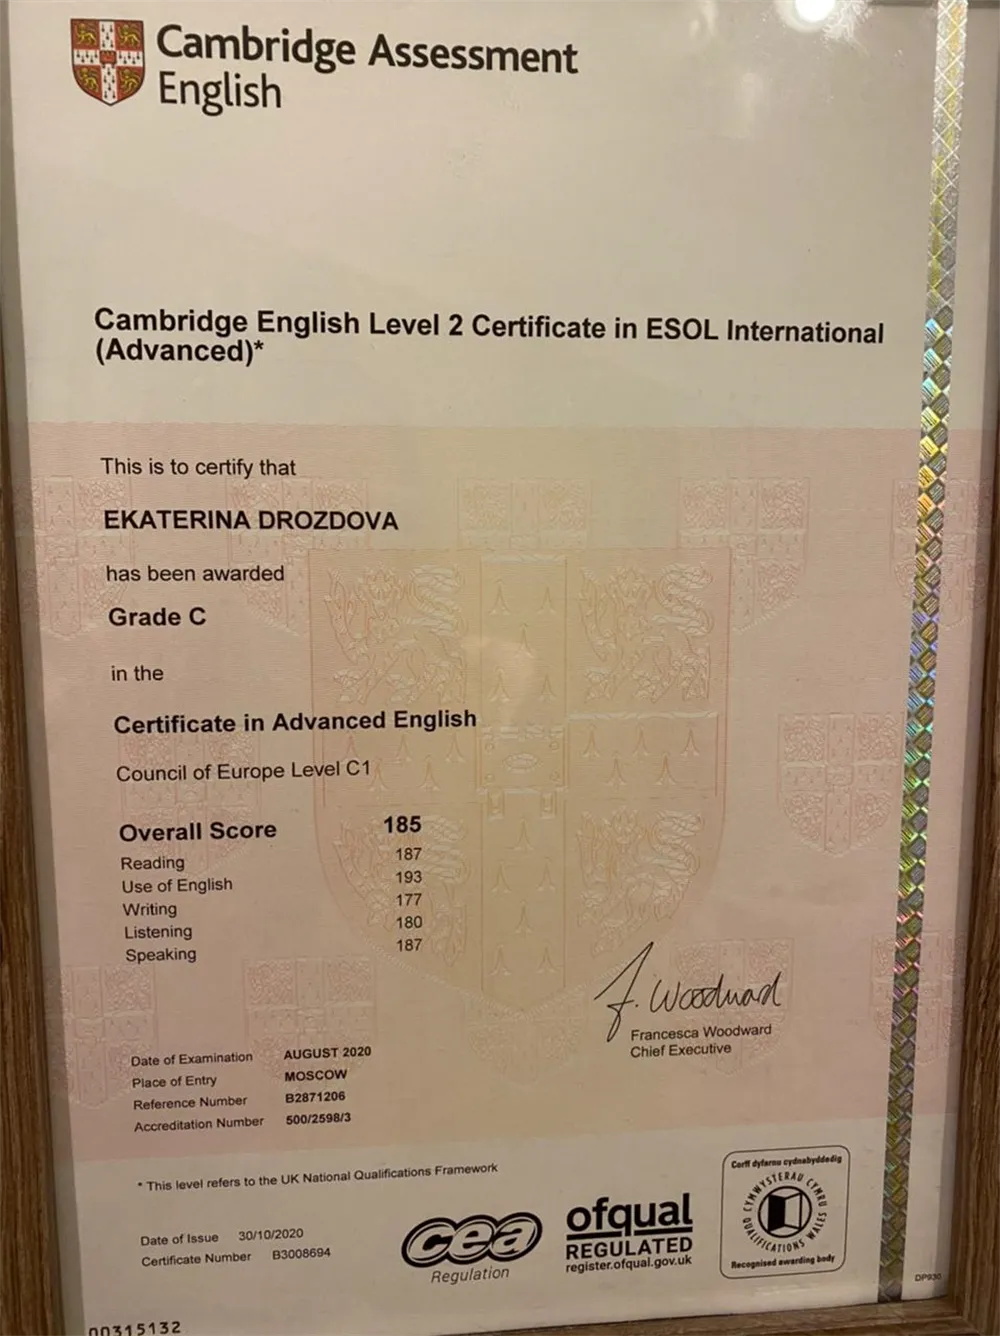 Cambridge Assessment
English
Cambridge English Level 2 Certificate in ESOL International
(Advanced)*
This is to certify that
EKATERINA DROZDOVA
has been awarded
Grade C
in the
Certificate in Advanced English
Council of Europe Level C1
Overall Score 185
Reading 187
Use of English 193
Writing 177
Listening 180
Speaking 187
F. Woodward
Francesca Woodward
Chief Executive
Date of Examination AUGUST 2020
Place of Entry MOSCOW
Reference Number B2871206
Accreditation Number 500/2598/3
* This level refers to the UK National Qualifications Framework
Date of Issue 30/10/2020
Certificate Number B3008694
cea
Regulation
ofqual
REGULATED
register.ofqual.gov.uk
Corff dyfarnu cydnabyddedig
CYMWYSTERAU CYMRU
QUALIFICATIONS WALES
Recognised awarding body
DP930
00315132